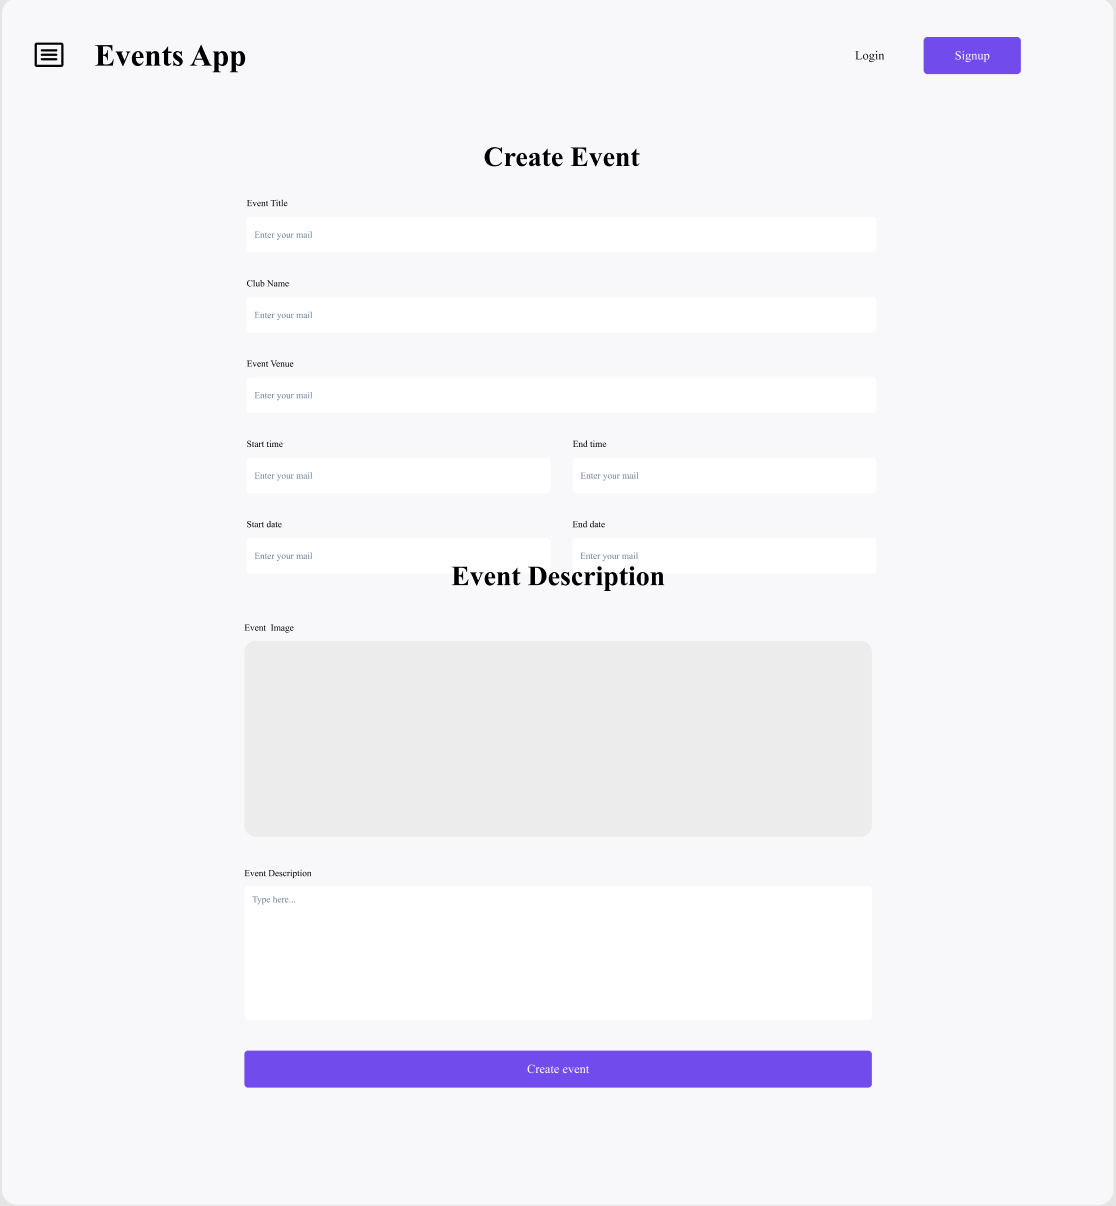 Events App
Login
Signup
Create Event
Event Title
Enter your mail
Club Name
Enter your mail
Event Venue
Enter your mail
Start time
End time
Enter your mail
Enter your mail
Start date
End date
Enter your mail
Enter your mail
Event Description
Event Image
Event Description
Type here...
Create event